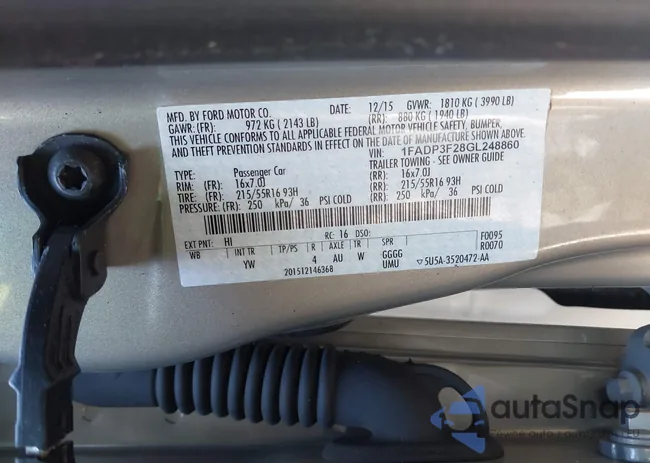 MFD. BY FORD MOTOR CO. DATE: 12/15 GVWR: 1810 KG ( 3990 LB)
GAWR: (FR): 972 KG ( 2143 LB) (RR): 880 KG ( 1940 LB)
THIS VEHICLE CONFORMS TO ALL APPLICABLE FEDERAL MOTOR VEHICLE SAFETY, BUMPER,
THEFT PREVENTION STANDARDS IN EFFECT ON THE DATE OF MANUFACTURE SHOWN ABOVE.
VIN: 1FADP3F28GL248860
TYPE: Passenger Car TRAILER TOWING - SEE OWNER GUIDE
RIM: (FR): 16x7.0J (RR): 16x7.0J
TIRE: (FR): 215/55R16 93H (RR): 215/55R16 93H
PRESSURE: (FR): 250 kPa/ 36 PSI COLD (RR): 250 kPa/ 36 PSI COLD
EXT PNT: HI RC: 16 DSO: F0095
R0070
WB INT TR TP/PS R AXLE TR SPR
YW 4 AU W GGGG
UMU
▽ 5U5A-3520472-AA
201512146368
autaSnap